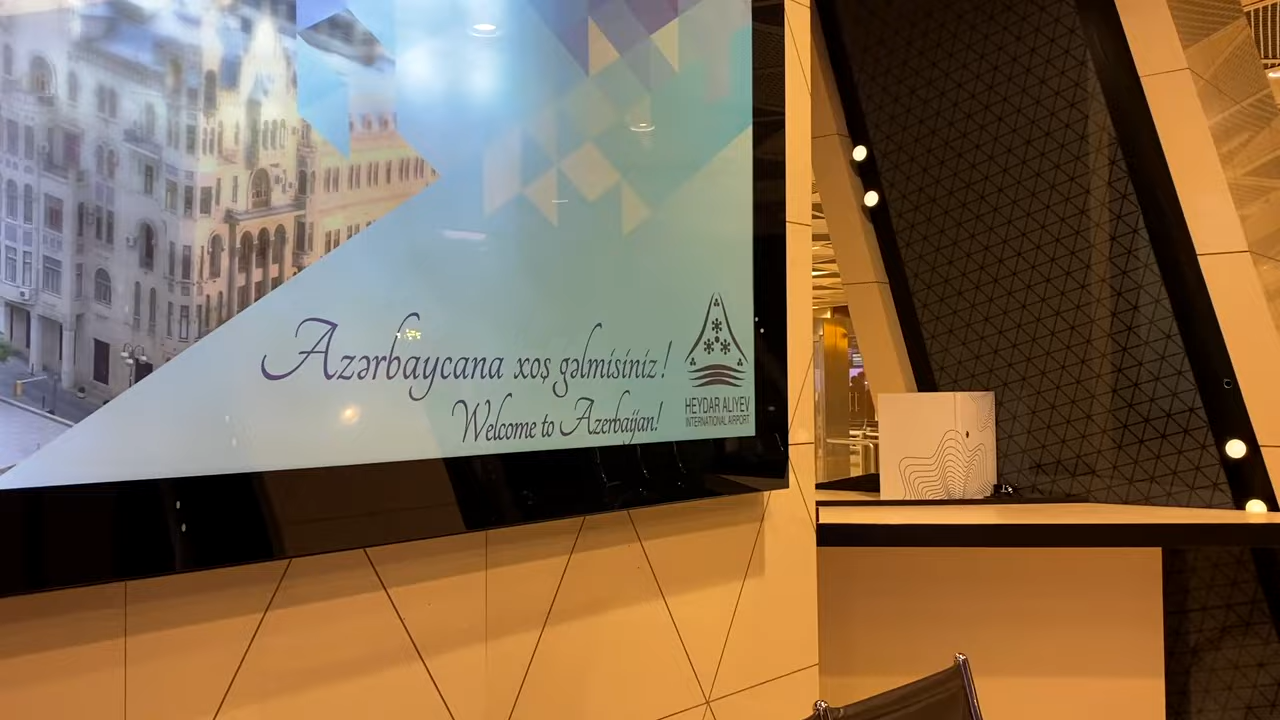 Azərbaycana xoş gəlmisiniz!
Welcome to Azerbaijan!
HEYDAR ALIYEV
INTERNATIONAL AIRPORT